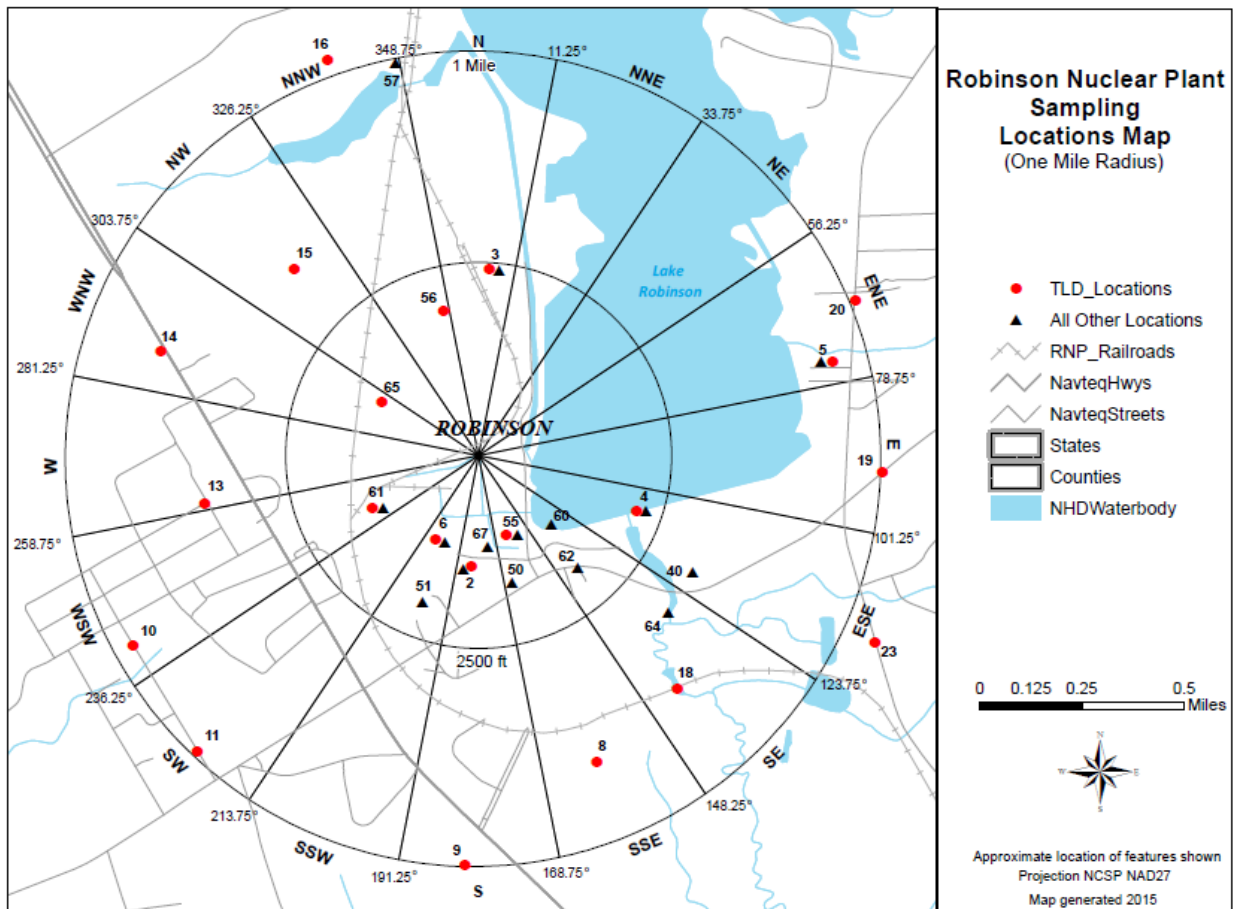 16
348.75°
N
11.25°
NNW
1 Mile
57
NNE
326.25°
33.75°
NW
NE
303.75°
56.25°
15
3
Lake
Robinson
ENE
WNW
56
20
14
5
281.25°
78.75°
65
ROBINSON
W
E
19
13
61
4
6
55
60
258.75°
67
101.25°
62
40
2
50
51
64
WSW
ESE
10
23
2500 ft
18
123.75°
236.25°
11
8
SW
SE
148.25°
213.75°
SSW
SSE
9
191.25°
168.75°
S
Robinson Nuclear Plant
Sampling
Locations Map
(One Mile Radius)
TLD_Locations
All Other Locations
RNP_Railroads
NavteqHwys
NavteqStreets
States
Counties
NHDWaterbody
0 0.125 0.25 0.5
Miles
N
W E
S
Approximate location of features shown
Projection NCSP NAD27
Map generated 2015